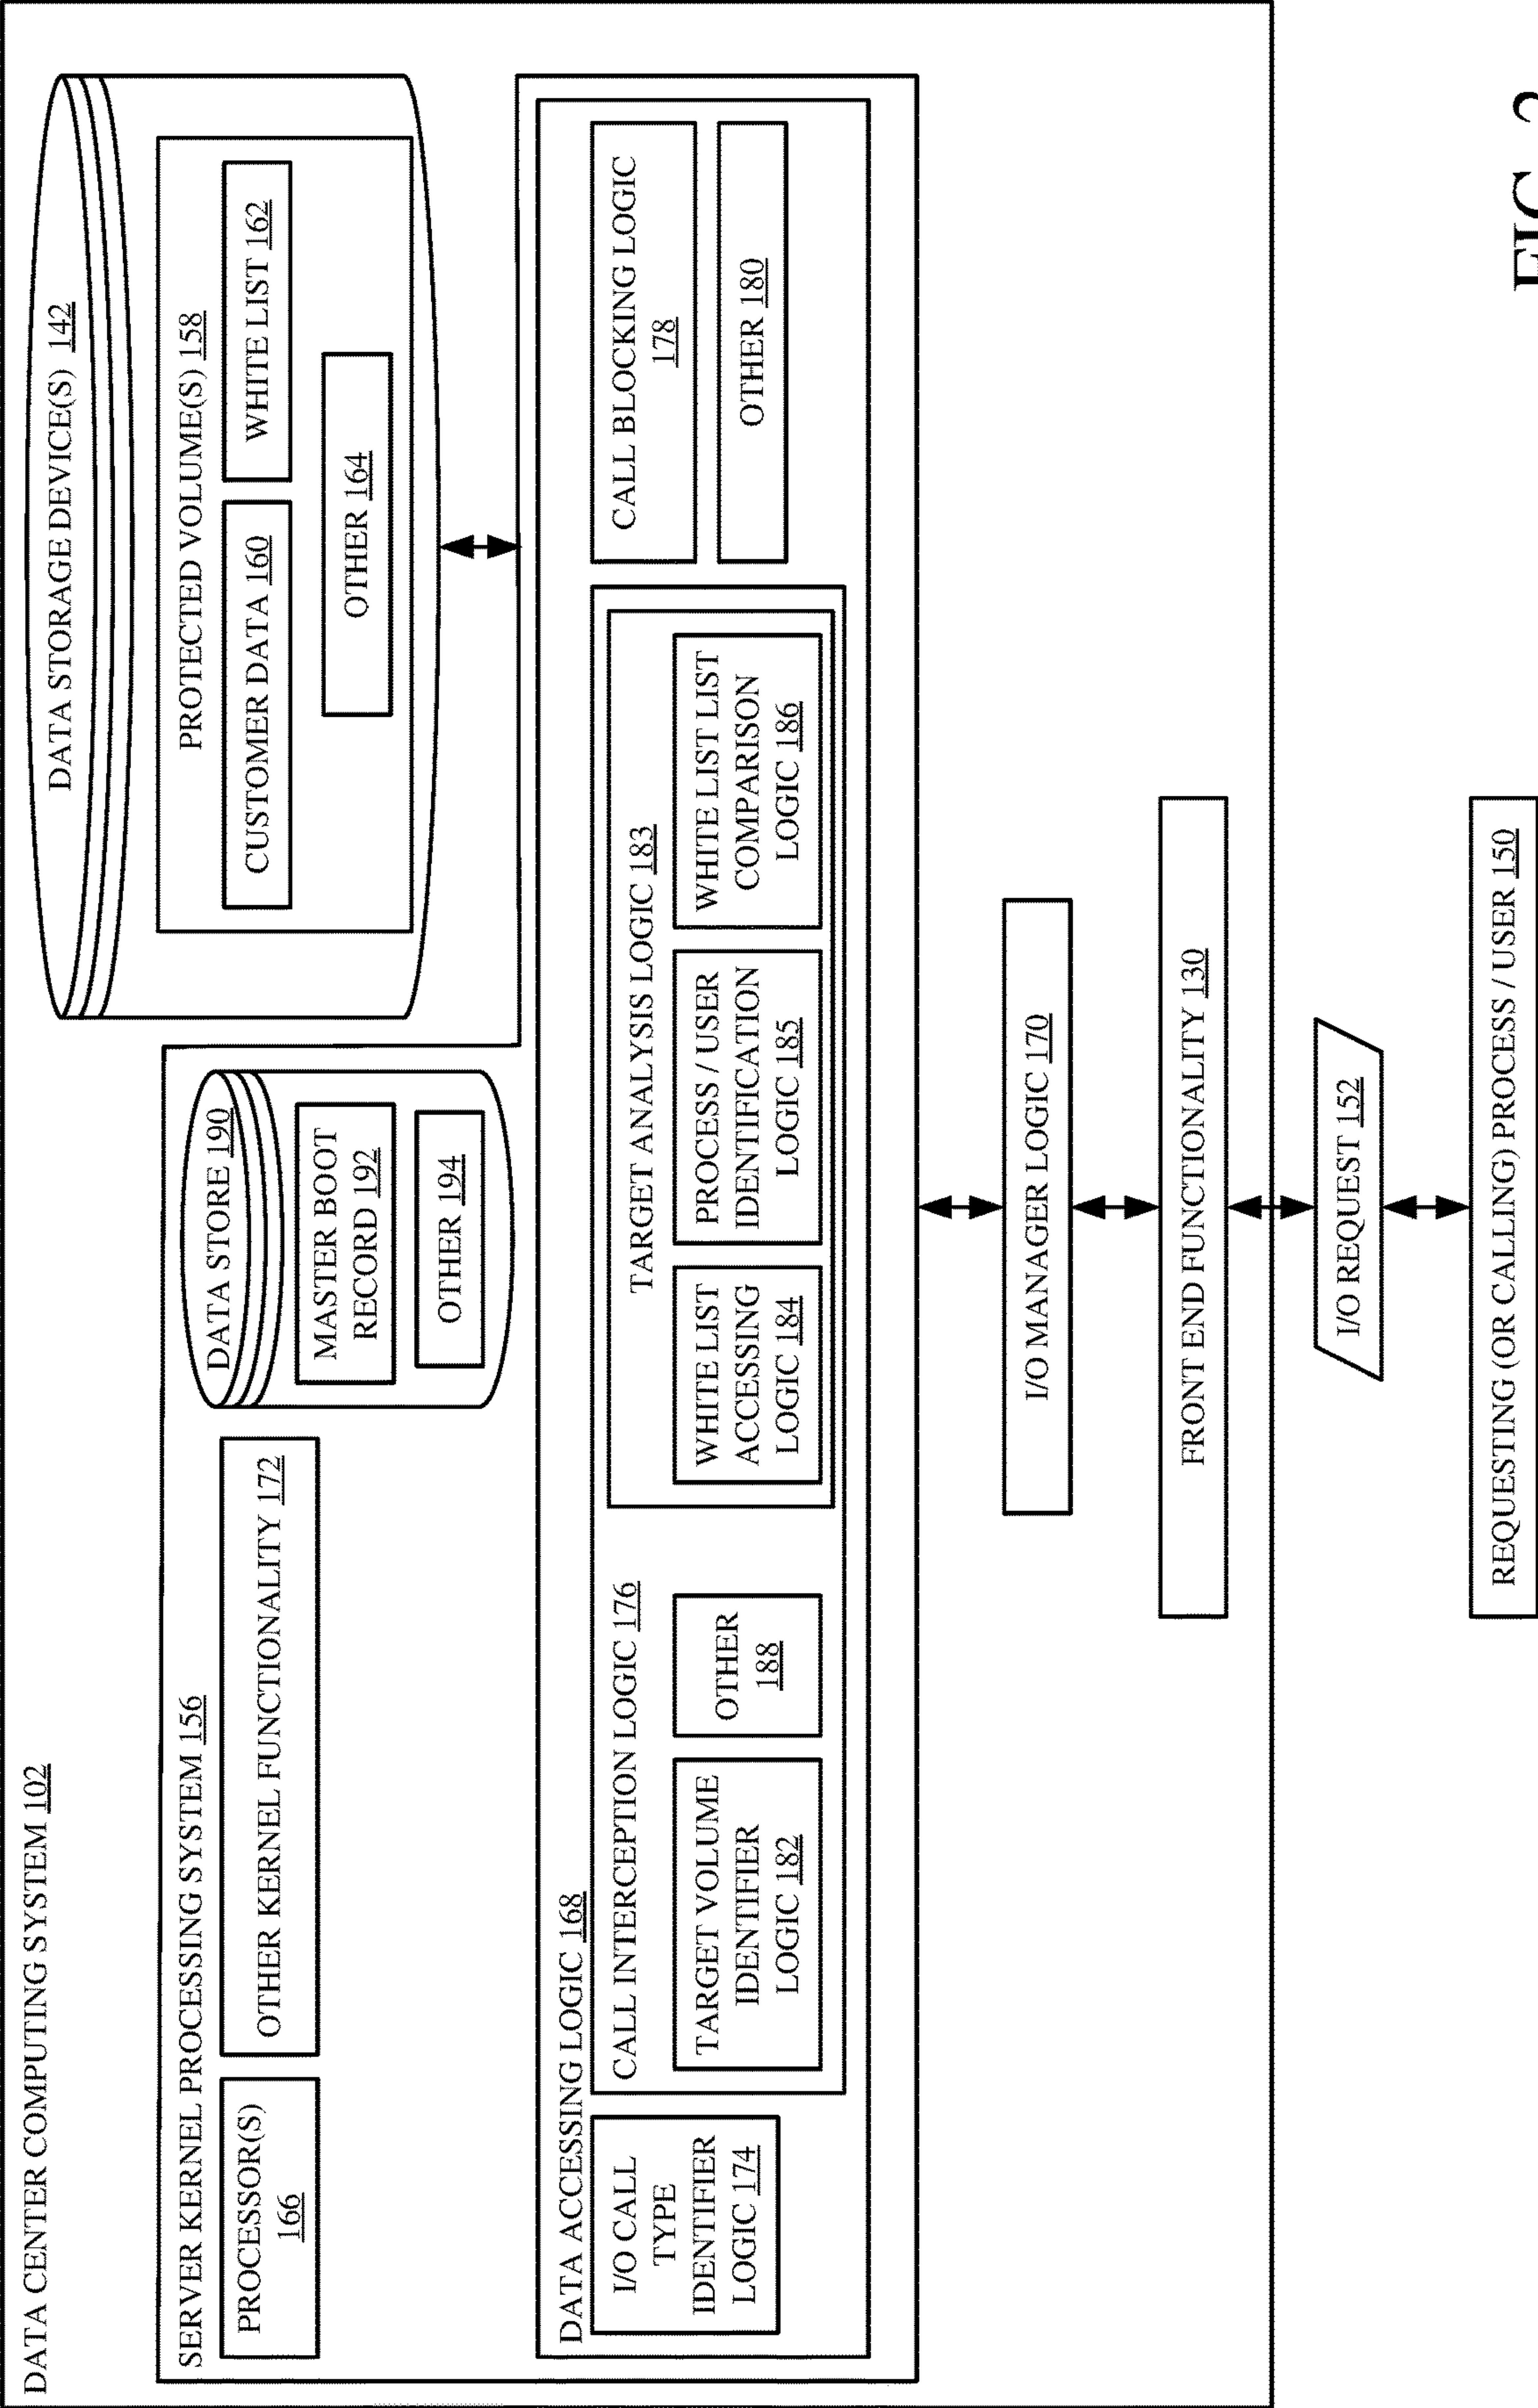 DATA CENTER COMPUTING SYSTEM 102
SERVER KERNEL PROCESSING SYSTEM 156
PROCESSOR(S)
166
OTHER KERNEL FUNCTIONALITY 172
DATA STORE 190
MASTER BOOT
RECORD 192
OTHER 194
DATA STORAGE DEVICE(S) 142
PROTECTED VOLUME(S) 158
CUSTOMER DATA 160
WHITE LIST 162
OTHER 164
DATA ACCESSING LOGIC 168
I/O CALL
TYPE
IDENTIFIER
LOGIC 174
CALL INTERCEPTION LOGIC 176
TARGET VOLUME
IDENTIFIER
LOGIC 182
OTHER
188
TARGET ANALYSIS LOGIC 183
WHITE LIST
ACCESSING
LOGIC 184
PROCESS / USER
IDENTIFICATION
LOGIC 185
WHITE LIST LIST
COMPARISON
LOGIC 186
CALL BLOCKING LOGIC
178
OTHER 180
I/O MANAGER LOGIC 170
FRONT END FUNCTIONALITY 130
I/O REQUEST 152
REQUESTING (OR CALLING) PROCESS / USER 150
FIG. 2